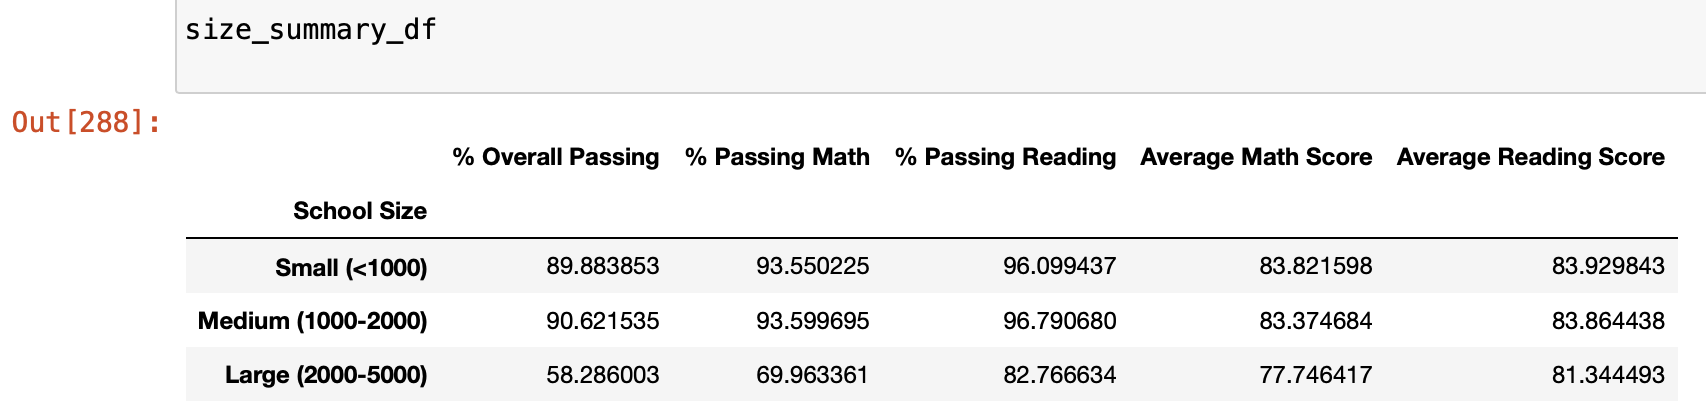 size_summary_df
Out[288]:
% Overall Passing % Passing Math % Passing Reading Average Math Score Average Reading Score
School Size
Small (<1000) 89.883853 93.550225 96.099437 83.821598 83.929843
Medium (1000-2000) 90.621535 93.599695 96.790680 83.374684 83.864438
Large (2000-5000) 58.286003 69.963361 82.766634 77.746417 81.344493